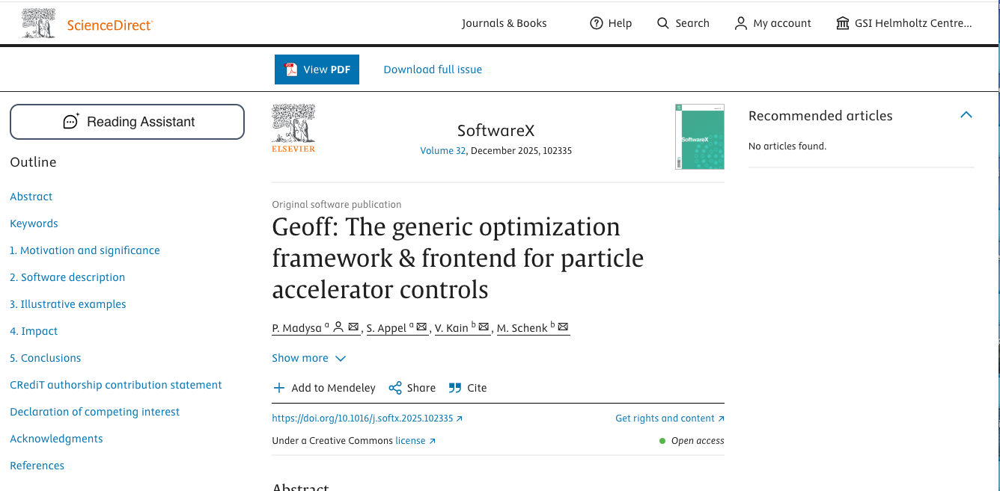 ScienceDirect®
Journals & Books
Help
Search
My account
GSI Helmholtz Centre...
View PDF
Download full issue
Reading Assistant
Outline
Abstract
Keywords
1. Motivation and significance
2. Software description
3. Illustrative examples
4. Impact
5. Conclusions
CRediT authorship contribution statement
Declaration of competing interest
Acknowledgments
References
ELSEVIER
SoftwareX
Volume 32, December 2025, 102335
SoftwareX
Original software publication
Geoff: The generic optimization
framework & frontend for particle
accelerator controls
P. Madysa a, S. Appel a, V. Kain b, M. Schenk b
Show more
Add to Mendeley
Share
Cite
https://doi.org/10.1016/j.softx.2025.102335
Get rights and content
Under a Creative Commons license
Open access
Abstract
Recommended articles
No articles found.